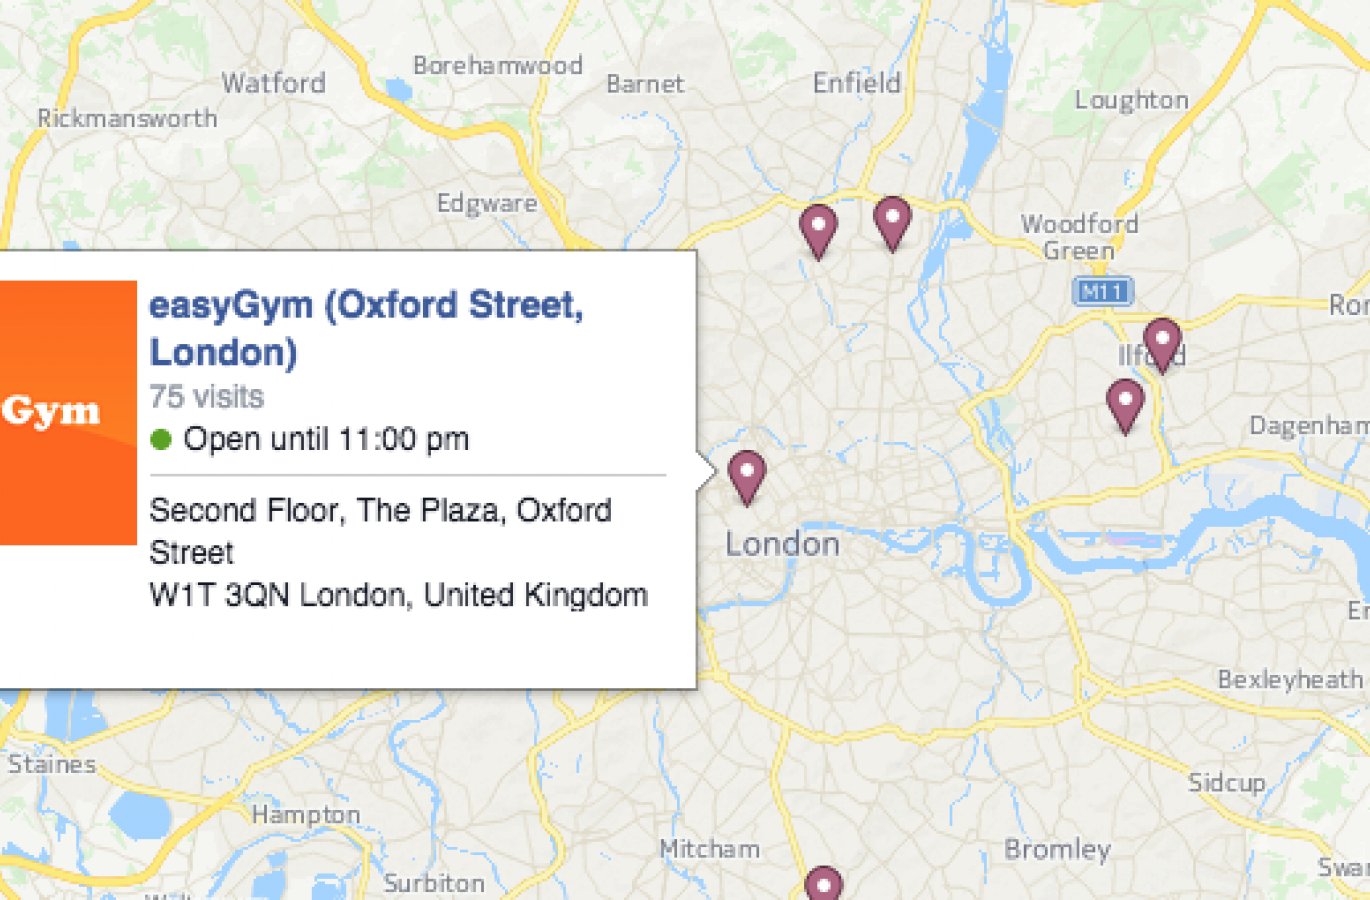 Borehamwood
Watford
Barnet
Enfield
Loughton
Rickmansworth
Edgware
Woodford
Green
M11
easyGym (Oxford Street,
London)
75 visits
Open until 11:00 pm
Second Floor, The Plaza, Oxford
Street
W1T 3QN London, United Kingdom
Gym
Ror
Ilford
Dagenham
London
Er
Bexleyheath
Staines
Sidcup
Hampton
Mitcham
Bromley
Surbiton
Swa